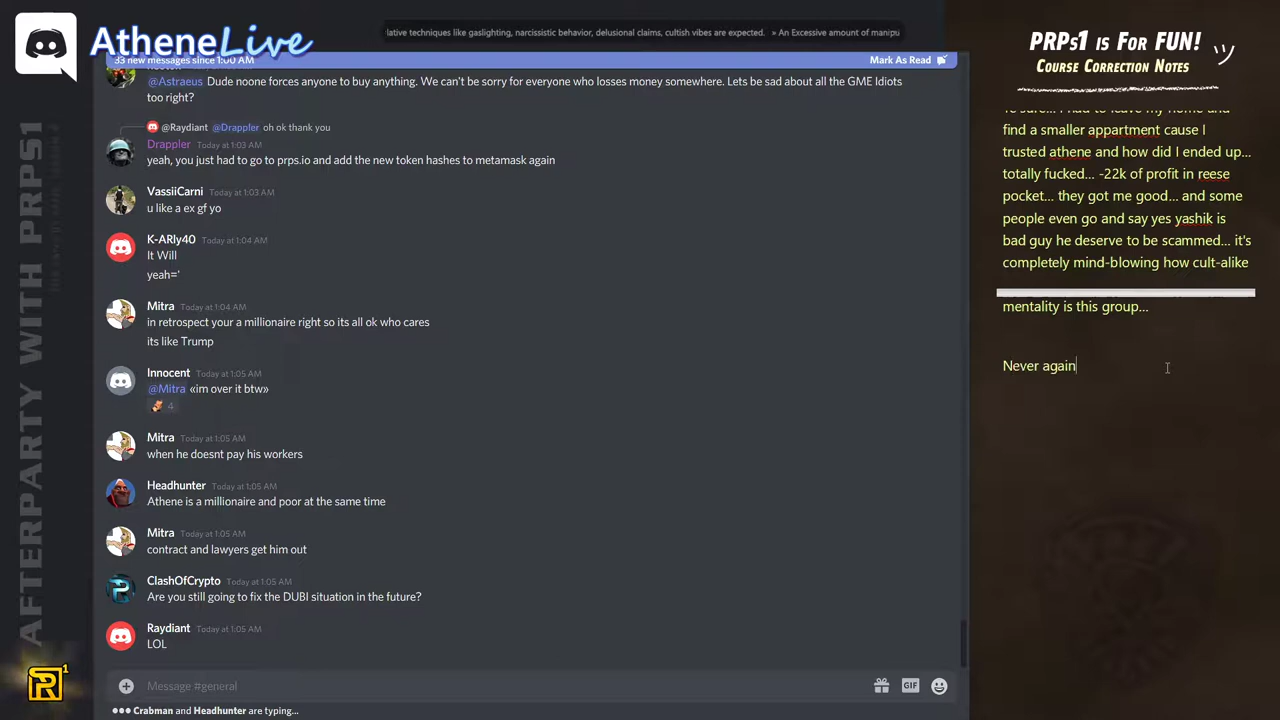 AtheneLive
lative techniques like gaslighting, narcissistic behavior, delusional claims, cultish vibes are expected. » An Excessive amount of manipu
33 new messages since 1:00 AM
Mark As Read
@Astraeus Dude noone forces anyone to buy anything. We can't be sorry for everyone who losses money somewhere. Lets be sad about all the GME Idiots
too right?
@Raydiant @Drappler oh ok thank you
Drappler Today at 1:03 AM
yeah, you just had to go to prps.io and add the new token hashes to metamask again
VassiiCarni Today at 1:03 AM
u like a ex gf yo
K-ARly40 Today at 1:04 AM
It Will
yeah='
Mitra Today at 1:04 AM
in retrospect your a millionaire right so its all ok who cares
its like Trump
Innocent Today at 1:05 AM
@Mitra «im over it btw»
4
Mitra Today at 1:05 AM
when he doesnt pay his workers
Headhunter Today at 1:05 AM
Athene is a millionaire and poor at the same time
Mitra Today at 1:05 AM
contract and lawyers get him out
ClashOfCrypto Today at 1:05 AM
Are you still going to fix the DUBI situation in the future?
Raydiant Today at 1:05 AM
LOL
Message #general
GIF
Crabman and Headhunter are typing...
AFTERPARTY WITH PRPS1
1
PRPs1 is For FUN! ツ
Course Correction Notes
find a smaller appartment cause I
trusted athene and how did I ended up...
totally fucked... -22k of profit in reese
pocket... they got me good... and some
people even go and say yes yashik is
bad guy he deserve to be scammed... it's
completely mind-blowing how cult-alike
mentality is this group...
Never again